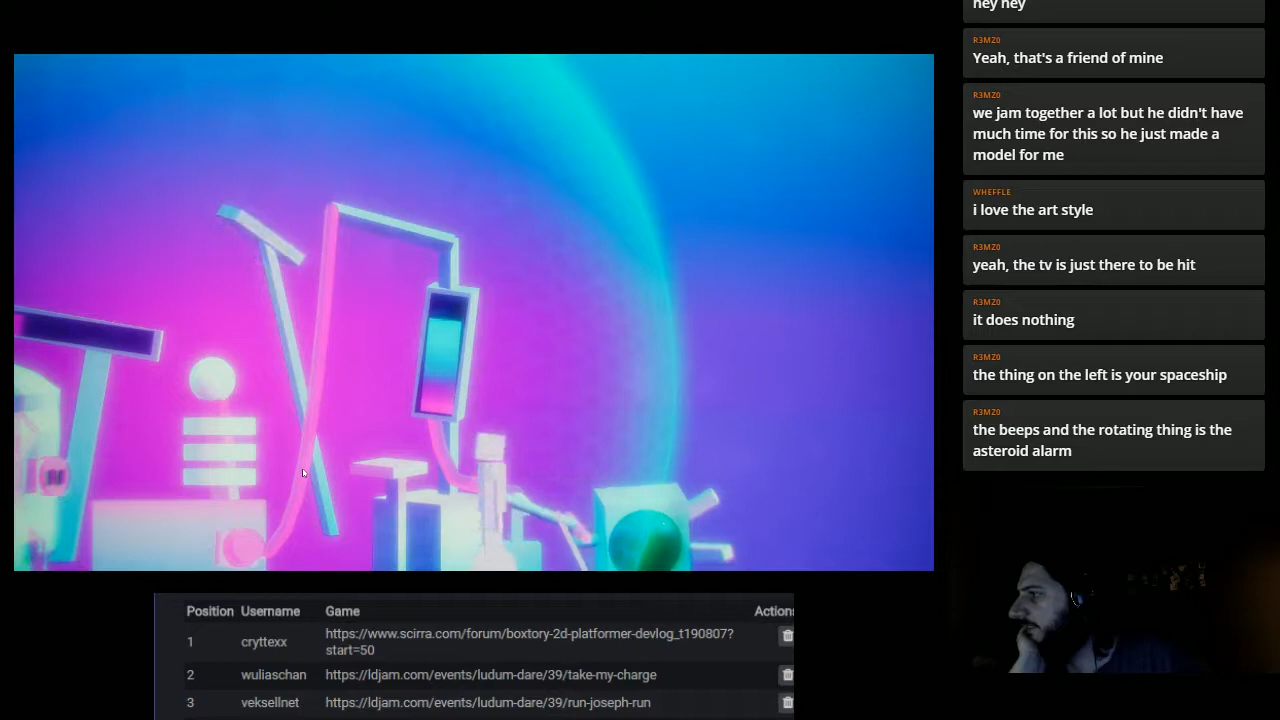 hey hey
R3MZ0
Yeah, that's a friend of mine
R3MZ0
we jam together a lot but he didn't have
much time for this so he just made a
model for me
WHEFFLE
i love the art style
R3MZ0
yeah, the tv is just there to be hit
R3MZ0
it does nothing
R3MZ0
the thing on the left is your spaceship
R3MZ0
the beeps and the rotating thing is the
asteroid alarm
Position Username Game Actions
1 cryttexx https://www.scirra.com/forum/boxtory-2d-platformer-devlog_t190807?
start=50
2 wuliaschan https://ldjam.com/events/ludum-dare/39/take-my-charge
3 veksellnet https://ldjam.com/events/ludum-dare/39/run-joseph-run